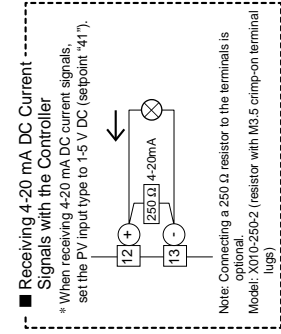 ■ Receiving 4-20 mA DC Current
Signals with the Controller
* When receiving 4-20 mA DC current signals,
set the PV input type to 1-5 V DC (setpoint “41”).
12 +
250 Ω 4-20mA
13 -
Note: Connecting a 250 Ω resistor to the terminals is
optional.
Model: X010-250-2 (resistor with M3.5 crimp-on terminal
lugs)